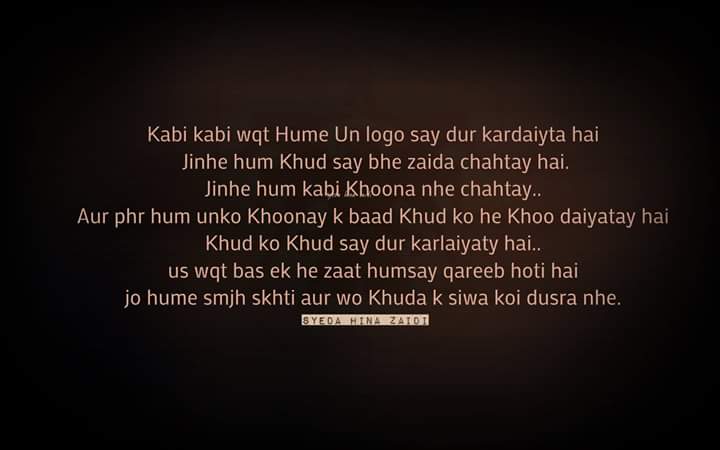 Kabi kabi wqt Hume Un logo say dur kardaiyta hai
Jinhe hum Khud say bhe zaida chahtay hai.
Jinhe hum kabi Khoona nhe chahtay..
Aur phr hum unko Khoonay k baad Khud ko he Khoo daiyatay hai
Khud ko Khud say dur karlaiyaty hai..
us wqt bas ek he zaat humsay qareeb hoti hai
jo hume smjh skhti aur wo Khuda k siwa koi dusra nhe.
SYEDA HINA ZAIDI